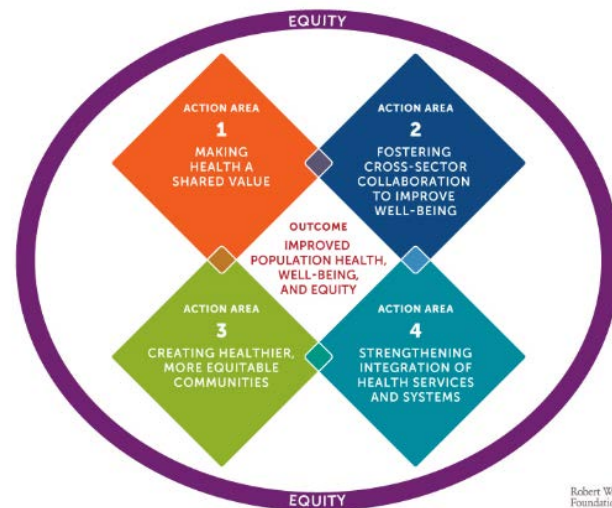 EQUITY
ACTION AREA
1
MAKING
HEALTH A
SHARED VALUE
ACTION AREA
2
FOSTERING
CROSS-SECTOR
COLLABORATION
TO IMPROVE
WELL-BEING
OUTCOME
IMPROVED
POPULATION HEALTH,
WELL-BEING,
AND EQUITY
ACTION AREA
3
CREATING HEALTHIER,
MORE EQUITABLE
COMMUNITIES
ACTION AREA
4
STRENGTHENING
INTEGRATION OF
HEALTH SERVICES
AND SYSTEMS
EQUITY
Robert W
Foundation